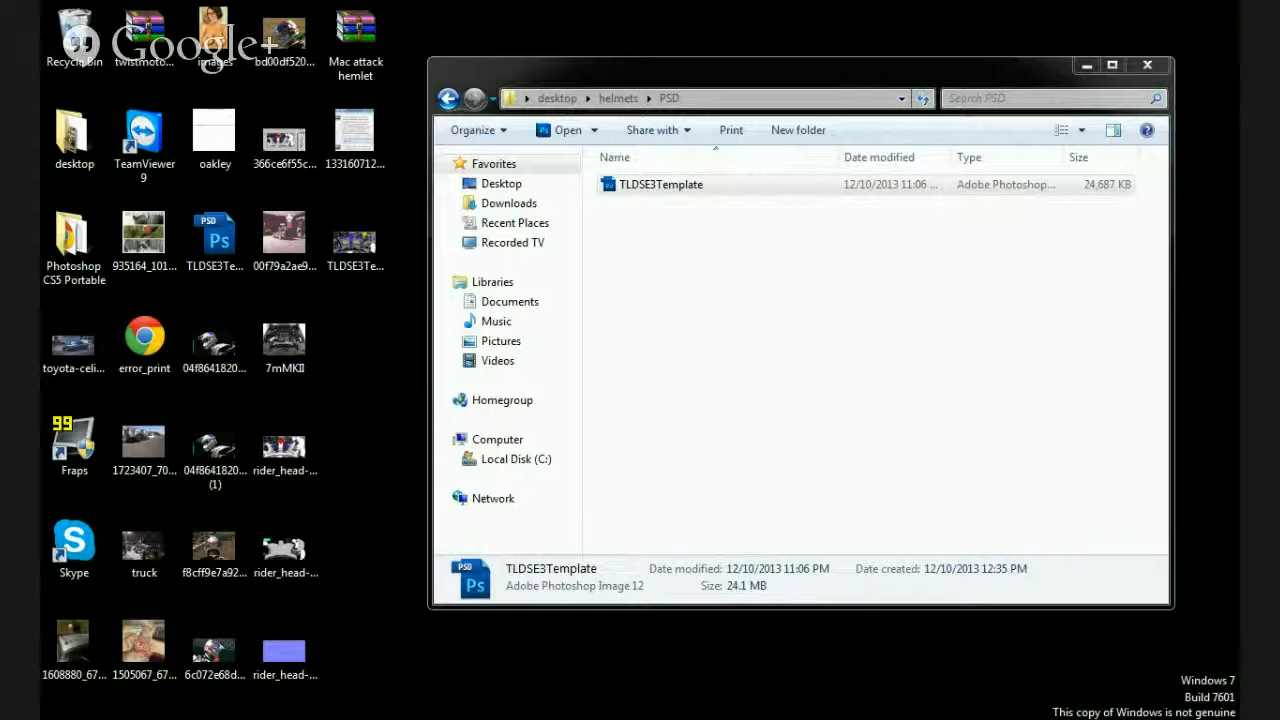 Google+
Recycle Bin
twistmoto...
images
bd00df520...
Mac attack
hemlet
desktop
TeamViewer
9
oakley
366ce6f55c...
133160712...
Photoshop
CS5 Portable
935164_101...
PSD
Ps
TLDSE3Te...
00f79a2ae9...
TLDSE3Te...
toyota-celi...
error_print
04f8641820...
7mMKII
99
Fraps
1723407_70...
04f8641820...
(1)
rider_head-...
Skype
truck
f8cff9e7a92...
rider_head-...
1608880_67...
1505067_67...
6c072e68d...
rider_head-...
desktop
helmets
PSD
Search PSD
Organize
Open
Share with
Print
New folder
Favorites
Desktop
Downloads
Recent Places
Recorded TV
Libraries
Documents
Music
Pictures
Videos
Homegroup
Computer
Local Disk (C:)
Network
Name
Date modified
Type
Size
TLDSE3Template
12/10/2013 11:06 ...
Adobe Photoshop...
24,687 KB
PSD
Ps
TLDSE3Template
Date modified: 12/10/2013 11:06 PM
Date created: 12/10/2013 12:35 PM
Adobe Photoshop Image 12
Size: 24.1 MB
Windows 7
Build 7601
This copy of Windows is not genuine